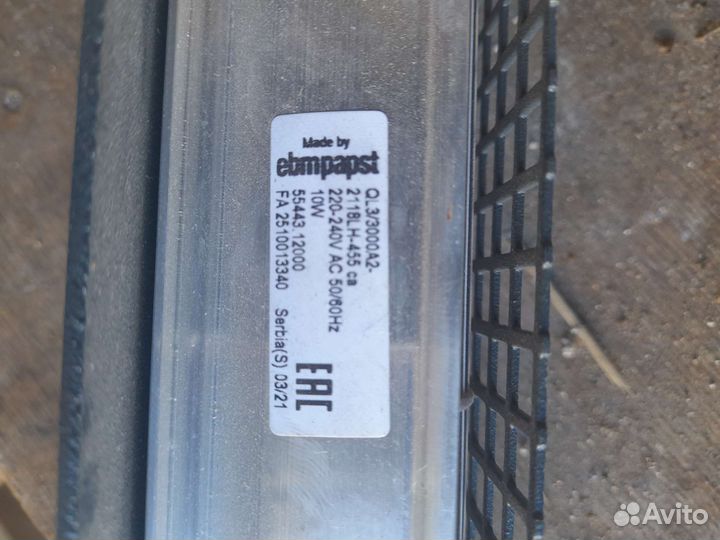 Made by
ebmpapst
QL3/3000A2-
2118LH-455 ca
220-240V AC 50/60Hz
10W
55443.12000
FA 2510013340 Serbia(S) 03/21
EAC
Avito